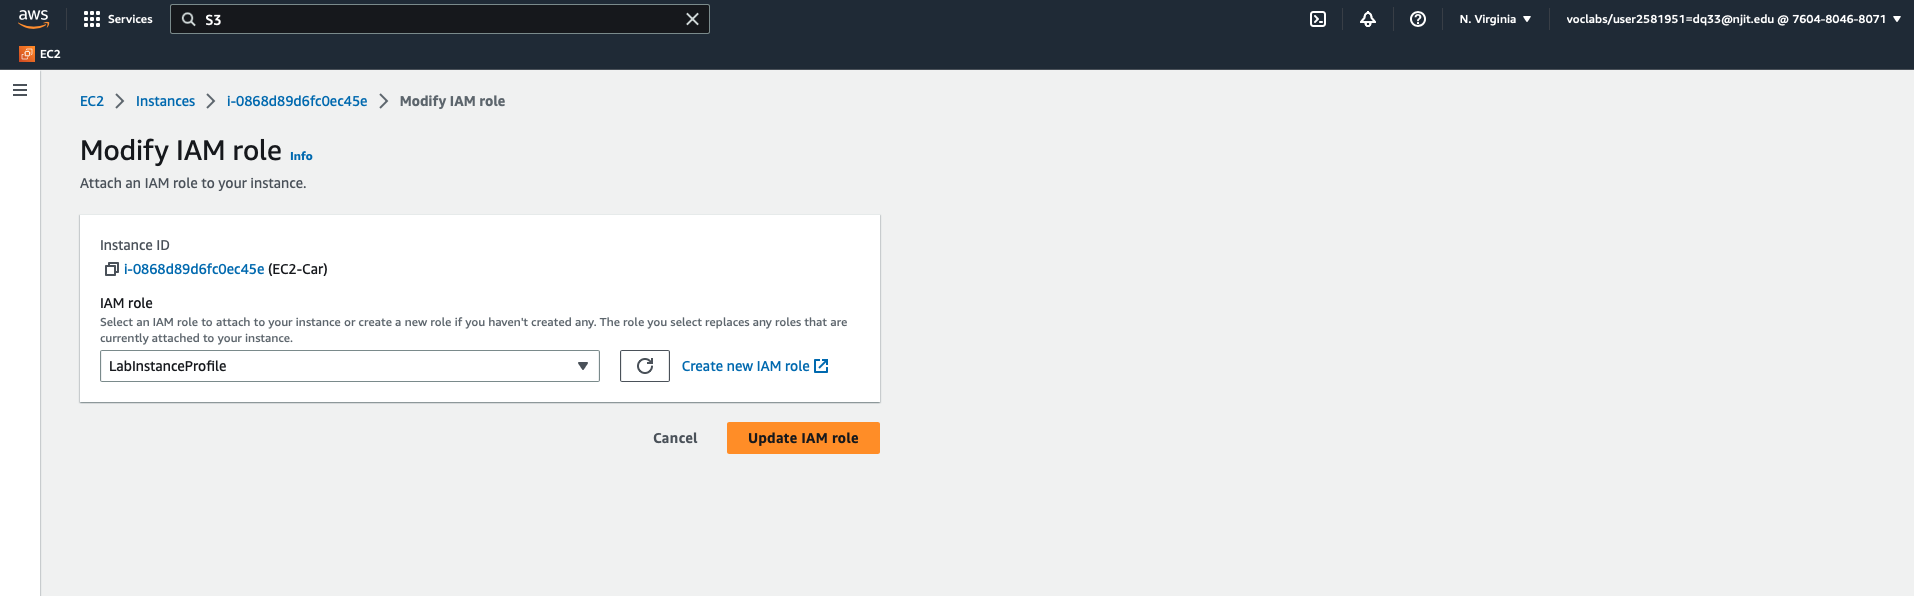 aws
Services
S3
N. Virginia
voclabs/user2581951=dq33@njit.edu @ 7604-8046-8071
EC2
EC2 > Instances > i-0868d89d6fc0ec45e > Modify IAM role
Modify IAM role Info
Attach an IAM role to your instance.
Instance ID
i-0868d89d6fc0ec45e (EC2-Car)
IAM role
Select an IAM role to attach to your instance or create a new role if you haven't created any. The role you select replaces any roles that are
currently attached to your instance.
LabInstanceProfile
Create new IAM role
Cancel
Update IAM role